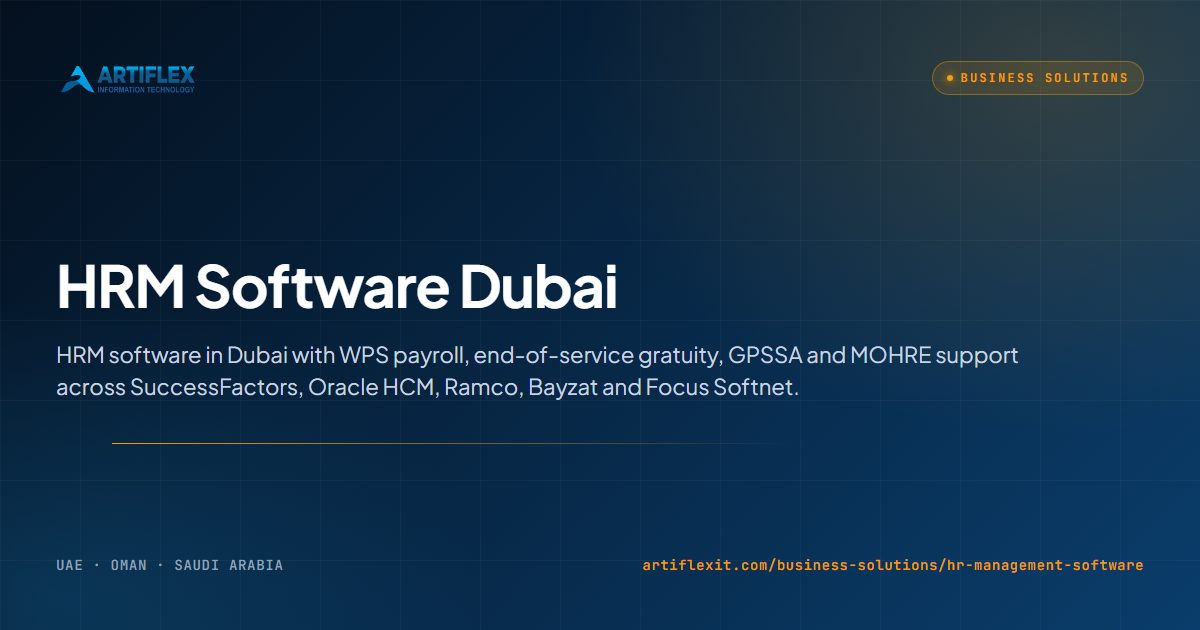 ARTIFLEX
INFORMATION TECHNOLOGY
BUSINESS SOLUTIONS
HRM Software Dubai
HRM software in Dubai with WPS payroll, end-of-service gratuity, GPSSA and MOHRE support
across SuccessFactors, Oracle HCM, Ramco, Bayzat and Focus Softnet.
UAE · OMAN · SAUDI ARABIA
artiflexit.com/business-solutions/hr-management-software